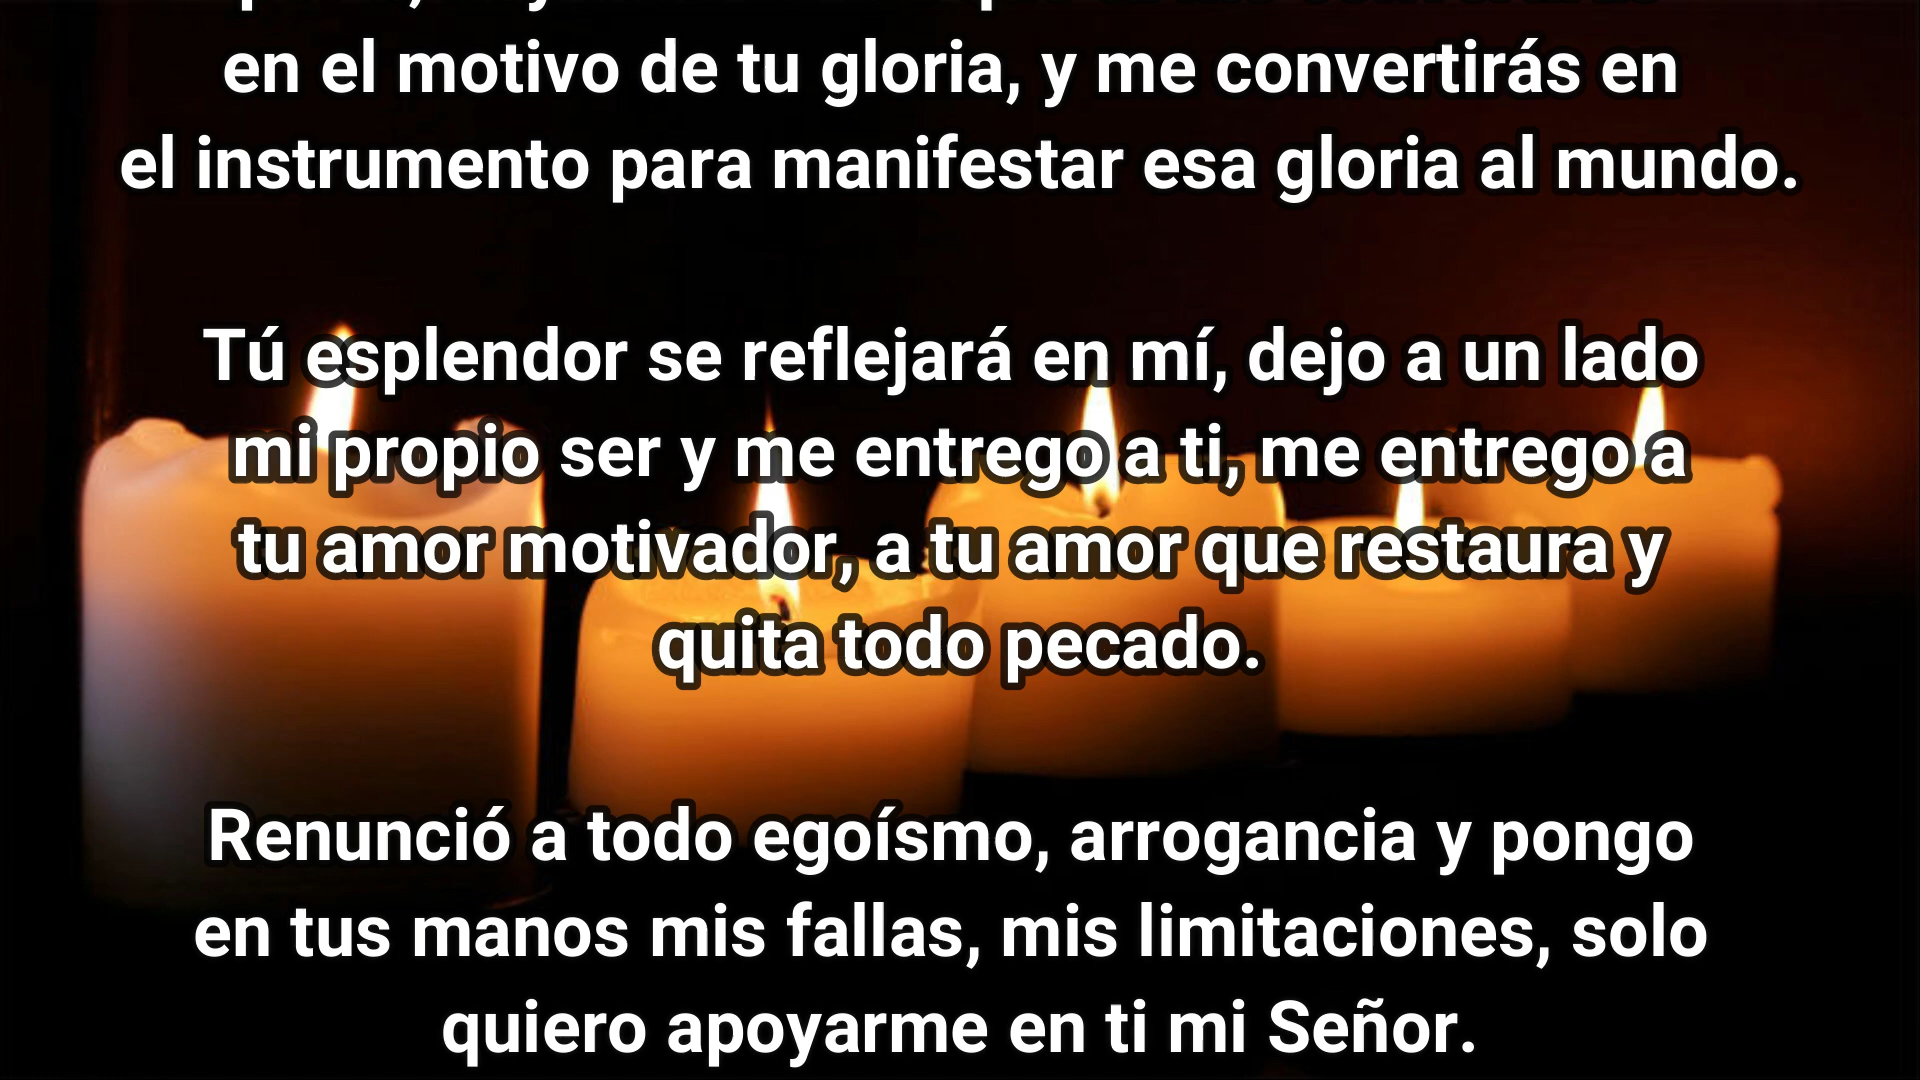 en el motivo de tu gloria, y me convertirás en
el instrumento para manifestar esa gloria al mundo.
Tú esplendor se reflejará en mí, dejo a un lado
mi propio ser y me entrego a ti, me entrego a
tu amor motivador, a tu amor que restaura y
quita todo pecado.
Renunció a todo egoísmo, arrogancia y pongo
en tus manos mis fallas, mis limitaciones, solo
quiero apoyarme en ti mi Señor.